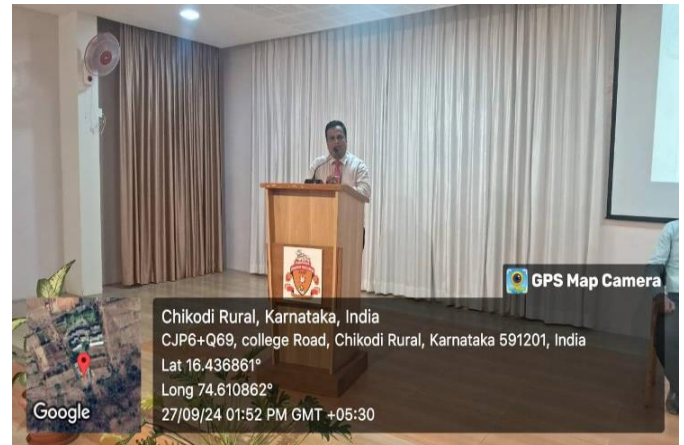 GPS Map Camera
Chikodi Rural, Karnataka, India
CJP6+Q69, college Road, Chikodi Rural, Karnataka 591201, India
Lat 16.436861°
Long 74.610862°
27/09/24 01:52 PM GMT +05:30
Google